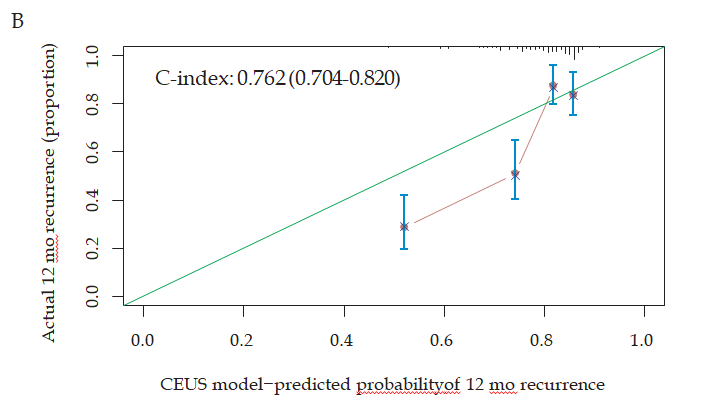 B
C-index: 0.762 (0.704-0.820)
Actual 12 mo recurrence (proportion)
1.0
0.8
0.6
0.4
0.2
0.0
0.0 0.2 0.4 0.6 0.8 1.0
CEUS model−predicted probabilityof 12 mo recurrence